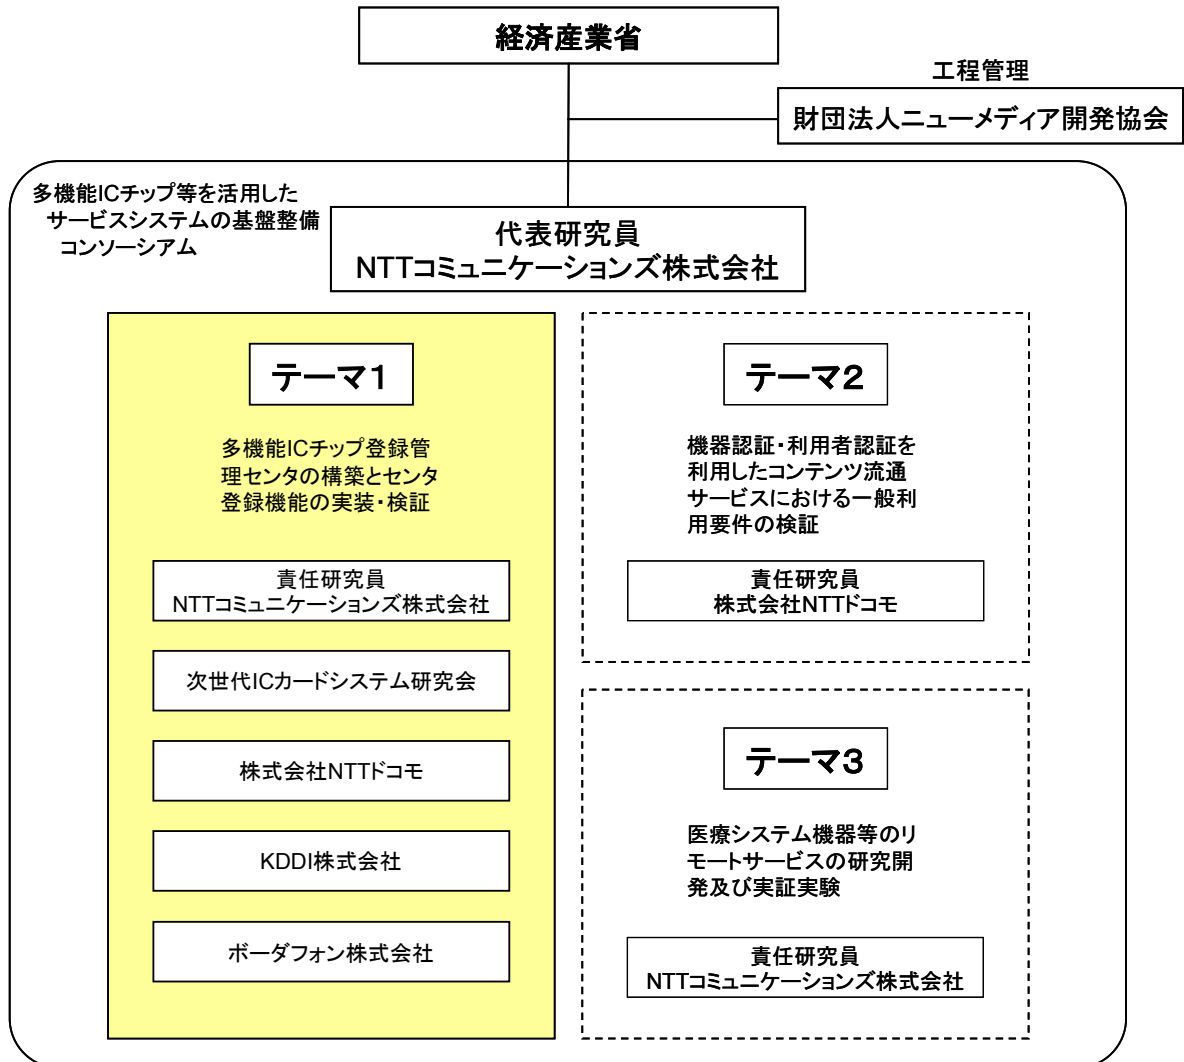 経済産業省
工程管理
財団法人ニューメディア開発協会
多機能ICチップ等を活用した
サービスシステムの基盤整備
コンソーシアム
代表研究員
NTTコミュニケーションズ株式会社
テーマ1
多機能ICチップ登録管
理センタの構築とセンタ
登録機能の実装・検証
責任研究員
NTTコミュニケーションズ株式会社
次世代ICカードシステム研究会
株式会社NTTドコモ
KDDI株式会社
ボーダフォン株式会社
テーマ2
機器認証・利用者認証を
利用したコンテンツ流通
サービスにおける一般利
用要件の検証
責任研究員
株式会社NTTドコモ
テーマ3
医療システム機器等のリ
モートサービスの研究開
発及び実証実験
責任研究員
NTTコミュニケーションズ株式会社